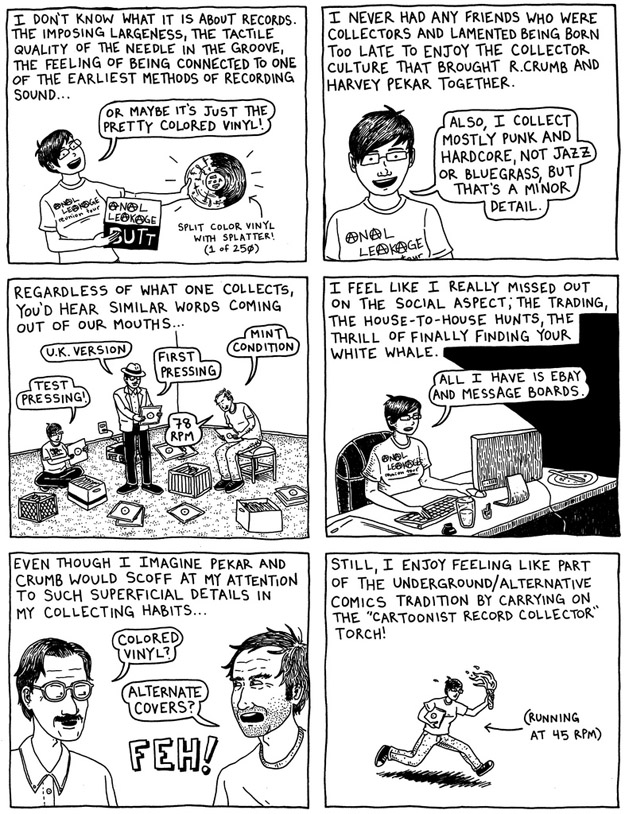 I DON'T KNOW WHAT IT IS ABOUT RECORDS.
THE IMPOSING LARGENESS, THE TACTILE
QUALITY OF THE NEEDLE IN THE GROOVE,
THE FEELING OF BEING CONNECTED TO ONE
OF THE EARLIEST METHODS OF RECORDING
SOUND...
OR MAYBE IT'S JUST THE
PRETTY COLORED VINYL!
ANAL
LEAKAGE
reunion tour
ANAL
LEAKAGE
BUTT
SPLIT COLOR VINYL
WITH SPLATTER!
(1 of 250)
I NEVER HAD ANY FRIENDS WHO WERE
COLLECTORS AND LAMENTED BEING BORN
TOO LATE TO ENJOY THE COLLECTOR
CULTURE THAT BROUGHT R.CRUMB AND
HARVEY PEKAR TOGETHER.
ALSO, I COLLECT
MOSTLY PUNK AND
HARDCORE, NOT JAZZ
OR BLUEGRASS, BUT
THAT'S A MINOR
DETAIL.
ANAL
LEAKAGE
tour
REGARDLESS OF WHAT ONE COLLECTS,
YOU'D HEAR SIMILAR WORDS COMING
OUT OF OUR MOUTHS...
U.K. VERSION
MINT
CONDITION
FIRST
PRESSING
TEST
PRESSING!
78
RPM
I FEEL LIKE I REALLY MISSED OUT
ON THE SOCIAL ASPECT; THE TRADING,
THE HOUSE-TO-HOUSE HUNTS, THE
THRILL OF FINALLY FINDING YOUR
WHITE WHALE.
ALL I HAVE IS EBAY
AND MESSAGE BOARDS.
ANAL
LEAKAGE
reunion tour
EVEN THOUGH I IMAGINE PEKAR AND
CRUMB WOULD SCOFF AT MY ATTENTION
TO SUCH SUPERFICIAL DETAILS IN
MY COLLECTING HABITS...
COLORED
VINYL?
ALTERNATE
COVERS?
FEH!
STILL, I ENJOY FEELING LIKE PART
OF THE UNDERGROUND/ALTERNATIVE
COMICS TRADITION BY CARRYING ON
THE "CARTOONIST RECORD COLLECTOR"
TORCH!
(RUNNING
AT 45 RPM)